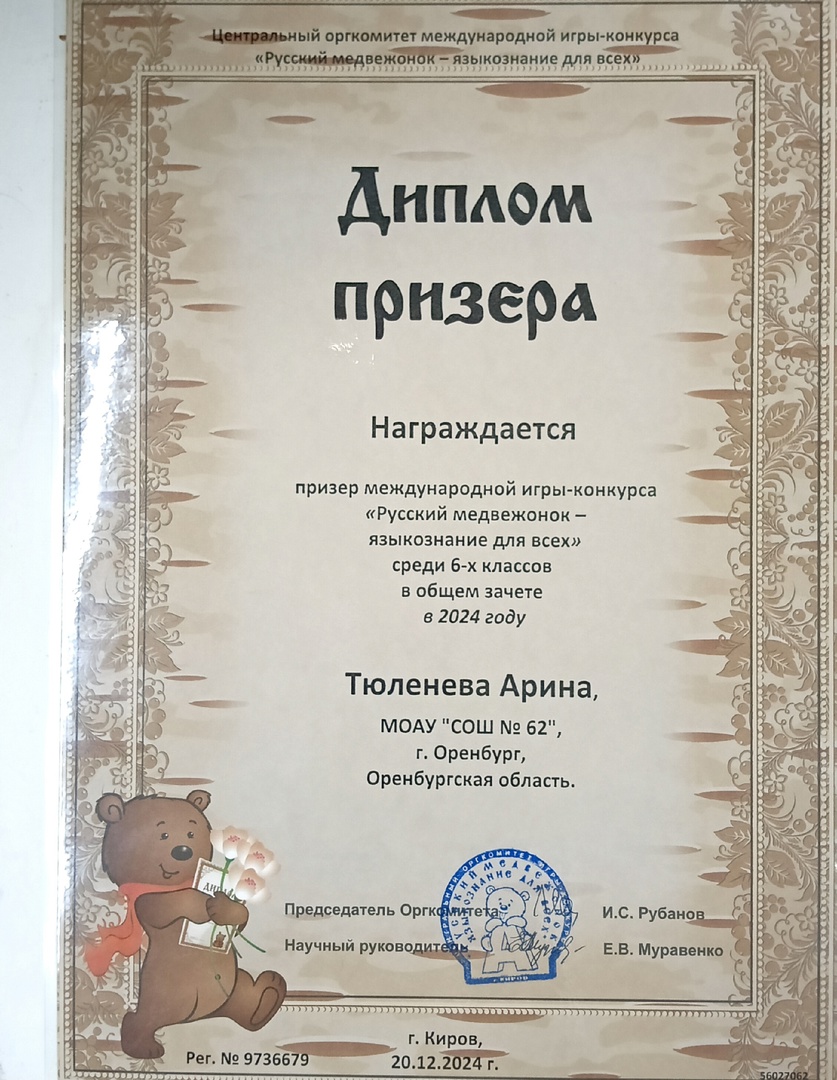 Центральный оргкомитет международной игры-конкурса
«Русский медвежонок – языкознание для всех»
Диплом
призера
Награждается
призер международной игры-конкурса
«Русский медвежонок –
языкознание для всех»
среди 6-х классов
в общем зачете
в 2024 году
Тюленева Арина,
МОАУ "СОШ № 62",
г. Оренбург,
Оренбургская область.
Председатель Оргкомитета
И.С. Рубанов
Научный руководитель
Е.В. Муравенко
г. Киров,
Рег. № 9736679
20.12.2024 г.
56027062